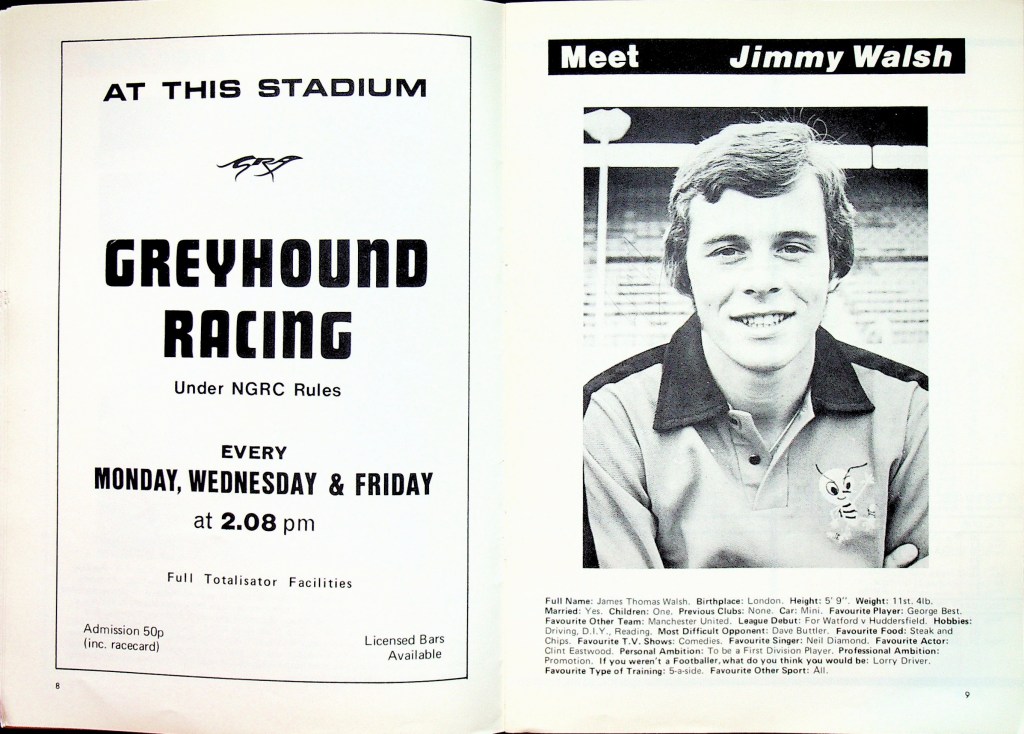 AT THIS STADIUM
GRA
GREYHOUND
RACING
Under NGRC Rules
EVERY
MONDAY, WEDNESDAY & FRIDAY
at 2.08 pm
Full Totalisator Facilities
Admission 50p
(inc. racecard)
Licensed Bars
Available
8
Meet Jimmy Walsh
Full Name: James Thomas Walsh. Birthplace: London. Height: 5' 9". Weight: 11st. 4lb.
Married: Yes. Children: One. Previous Clubs: None. Car: Mini. Favourite Player: George Best.
Favourite Other Team: Manchester United. League Debut: For Watford v Huddersfield. Hobbies:
Driving, D.I.Y., Reading. Most Difficult Opponent: Dave Buttler. Favourite Food: Steak and
Chips. Favourite T.V. Shows: Comedies. Favourite Singer: Neil Diamond. Favourite Actor:
Clint Eastwood. Personal Ambition: To be a First Division Player. Professional Ambition:
Promotion. If you weren't a Footballer, what do you think you would be: Lorry Driver.
Favourite Type of Training: 5-a-side. Favourite Other Sport: All.
9